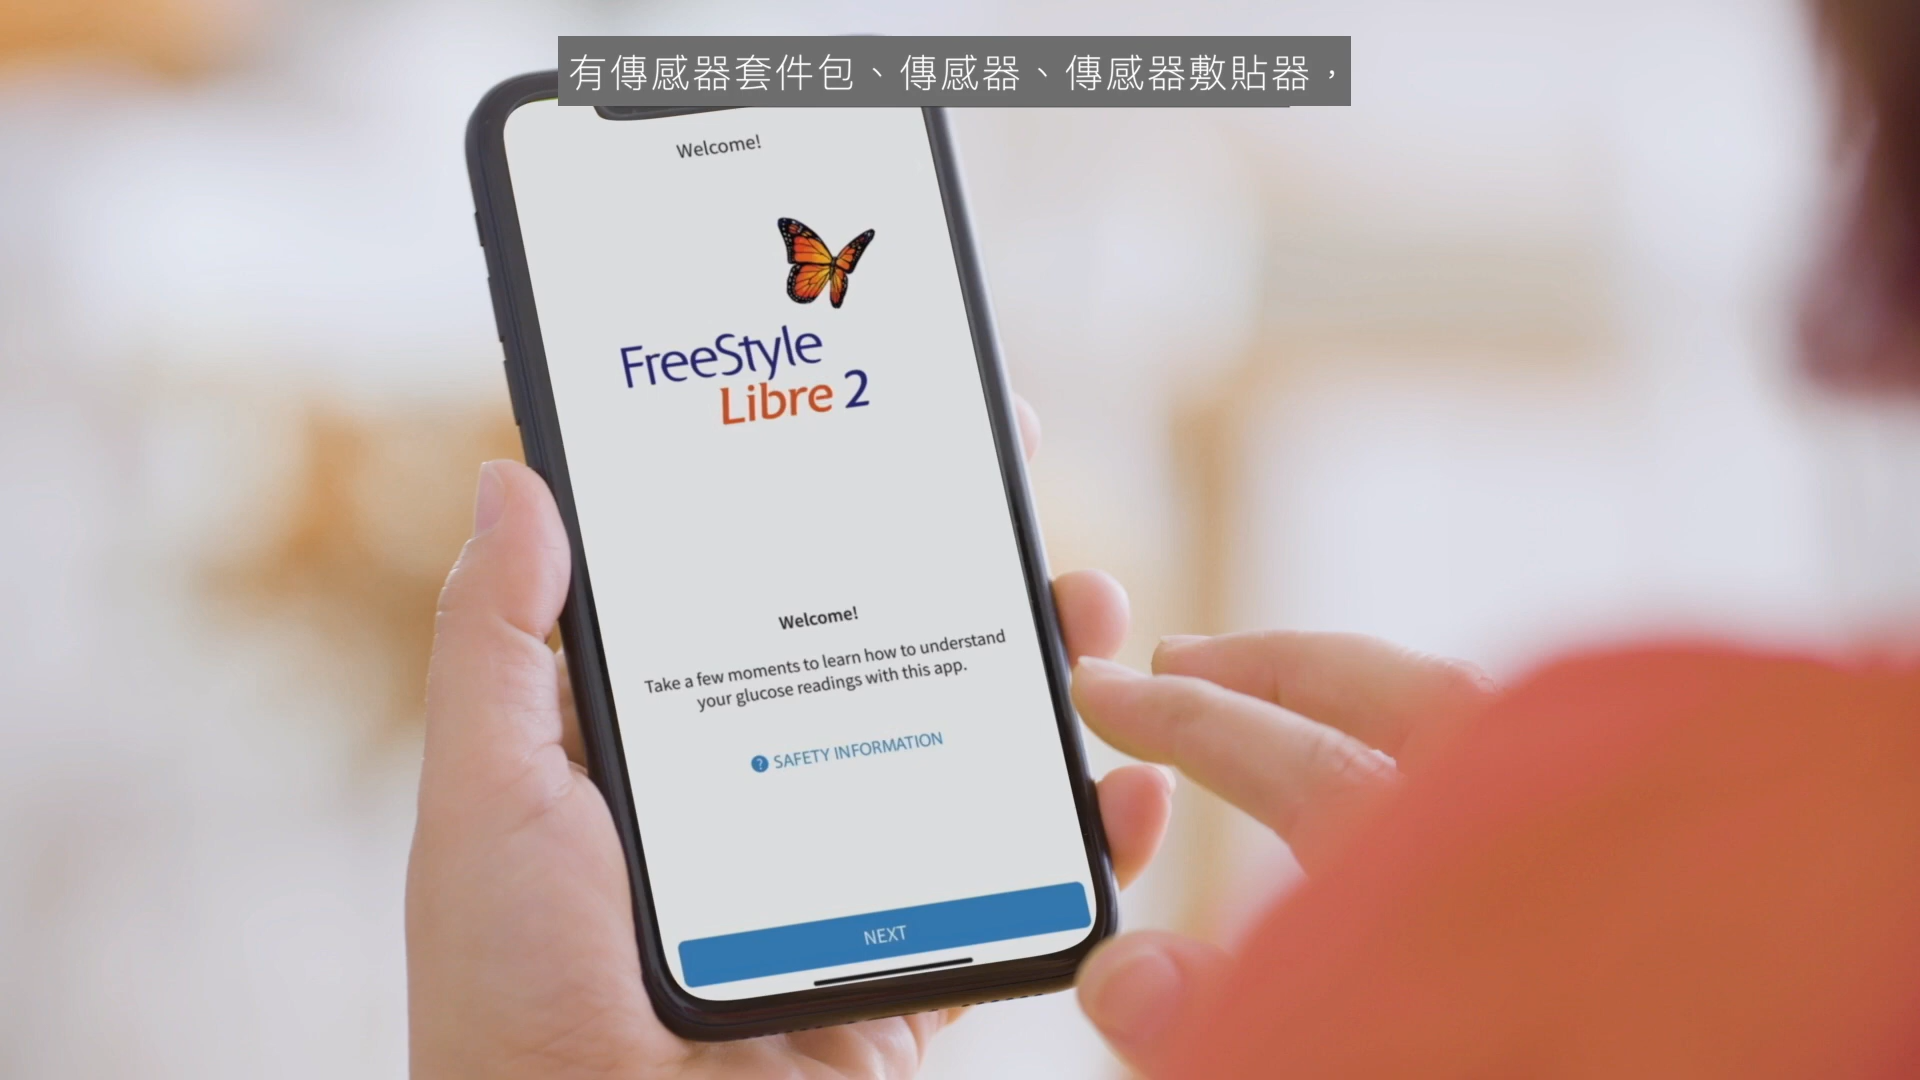 有傳感器套件包、傳感器、傳感器敷貼器，
Welcome!
FreeStyle
Libre 2
Welcome!
Take a few moments to learn how to understand
your glucose readings with this app.
? SAFETY INFORMATION
NEXT